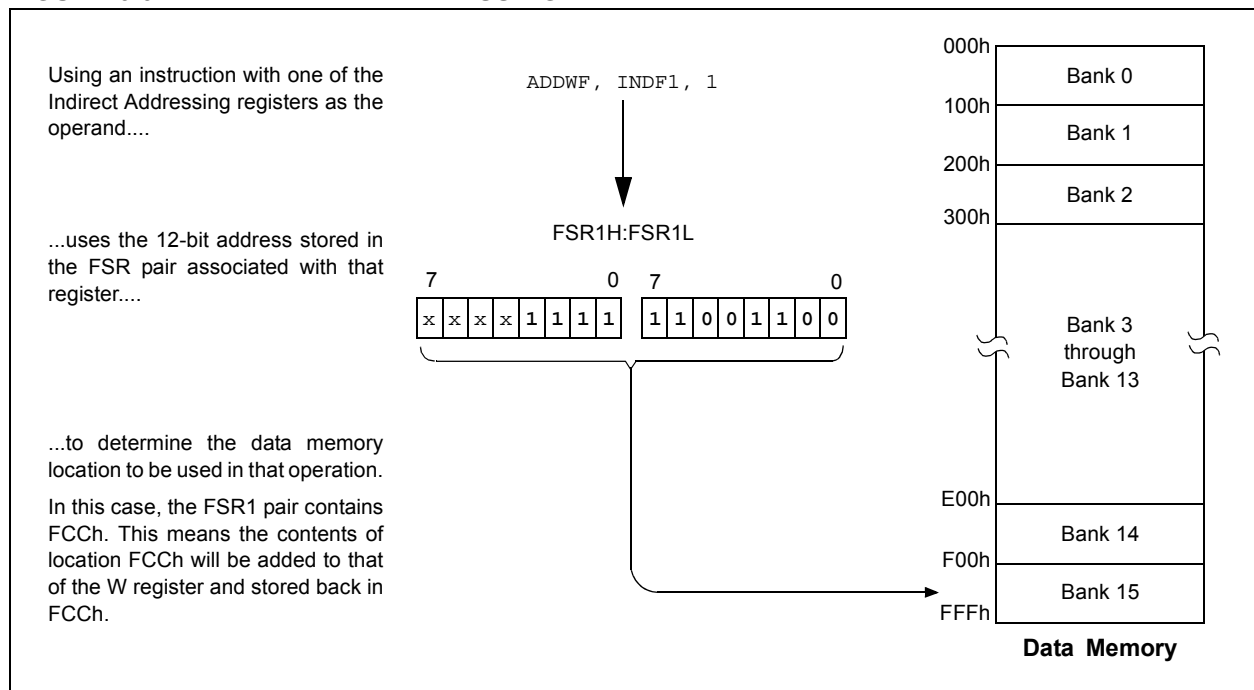 Using an instruction with one of the
Indirect Addressing registers as the
operand....
ADDWF, INDF1, 1
...uses the 12-bit address stored in
the FSR pair associated with that
register....
FSR1H:FSR1L
7 0 7 0
x x x x 1 1 1 1 1 1 0 0 1 1 0 0
...to determine the data memory
location to be used in that operation.
In this case, the FSR1 pair contains
FCCh. This means the contents of
location FCCh will be added to that
of the W register and stored back in
FCCh.
000h
Bank 0
100h
Bank 1
200h
Bank 2
300h
Bank 3
through
Bank 13
E00h
Bank 14
F00h
Bank 15
FFFh
Data Memory